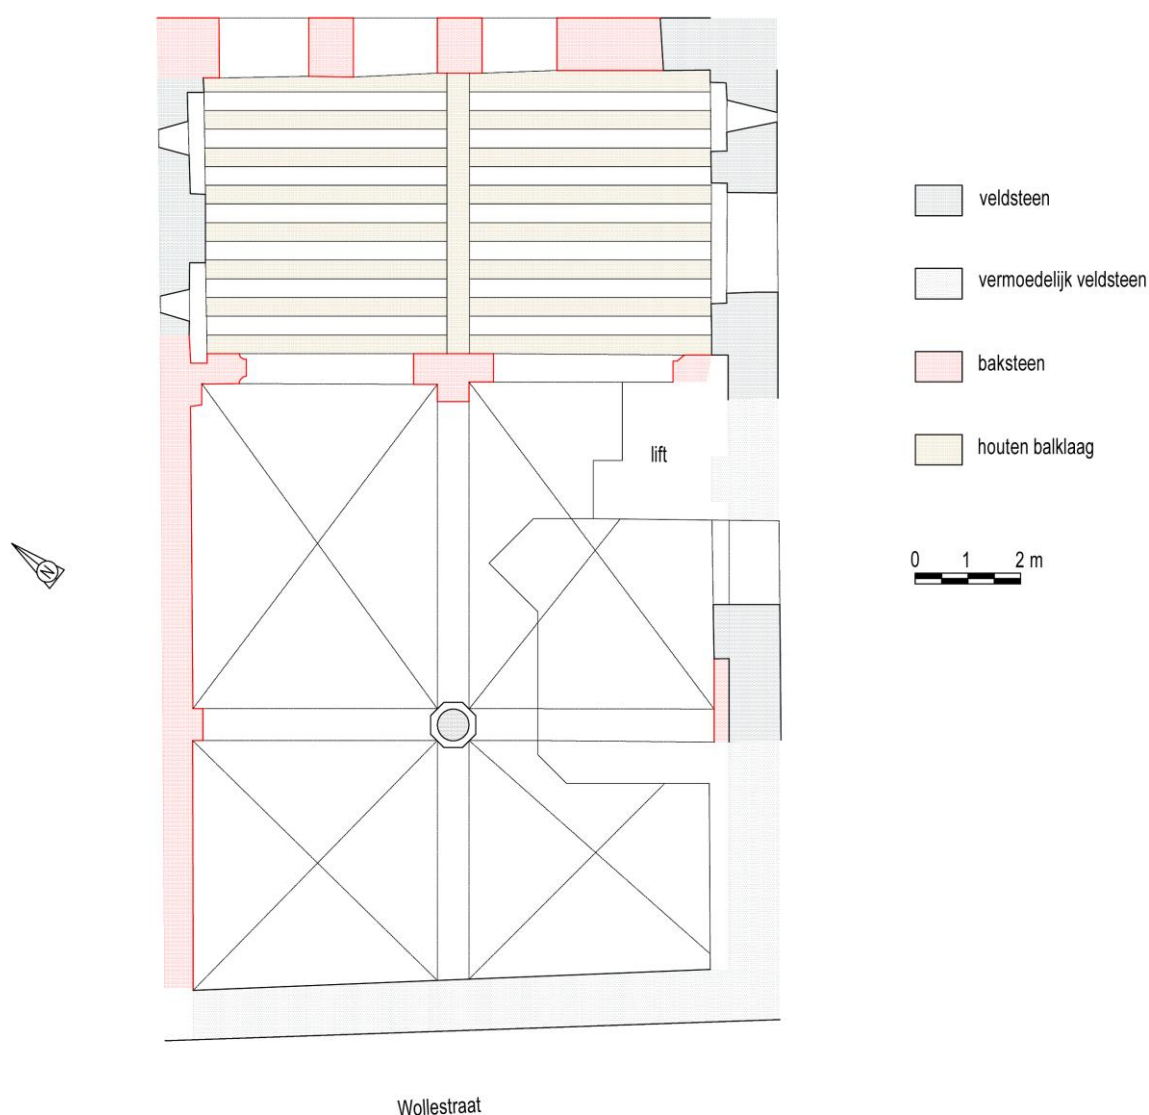 veldsteen
vermoedelijk veldsteen
baksteen
houten balklaag
lift
N
0 1 2 m
Wollestraat